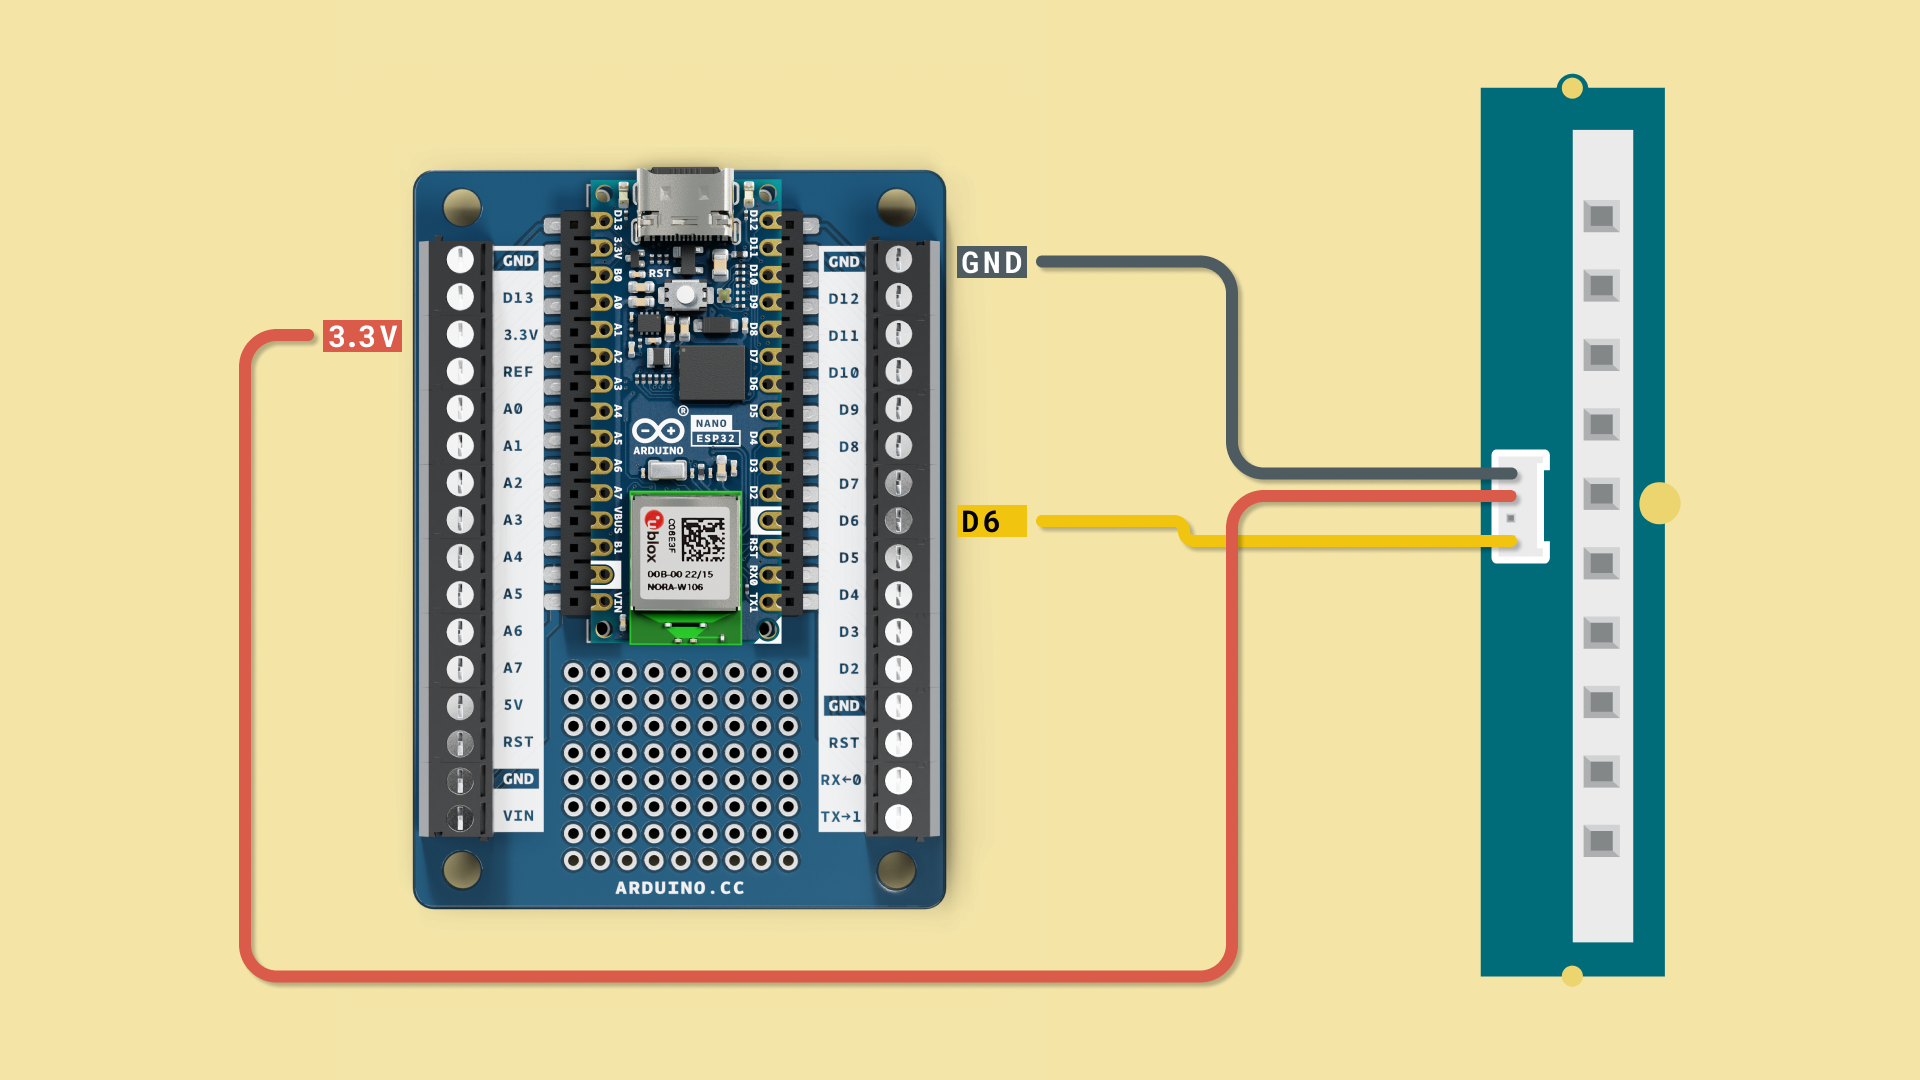 3.3V
GND
D13
3.3V
REF
A0
A1
A2
A3
A4
A5
A6
A7
5V
RST
GND
VIN
D13
3.3V
B0
A0
A1
A2
A3
A4
A5
A6
A7
VBUS
B1
VIN
RST
®
NANO
ESP32
ARDUINO
ublox
C06E3F
00B-00 22/15
NORA-W106
D12
D11
D10
D9
D8
D7
D6
D5
D4
D3
D2
RST
RX0
TX1
GND
D12
D11
D10
D9
D8
D7
D6
D5
D4
D3
D2
GND
RST
RX←0
TX→1
ARDUINO.CC
GND
D6